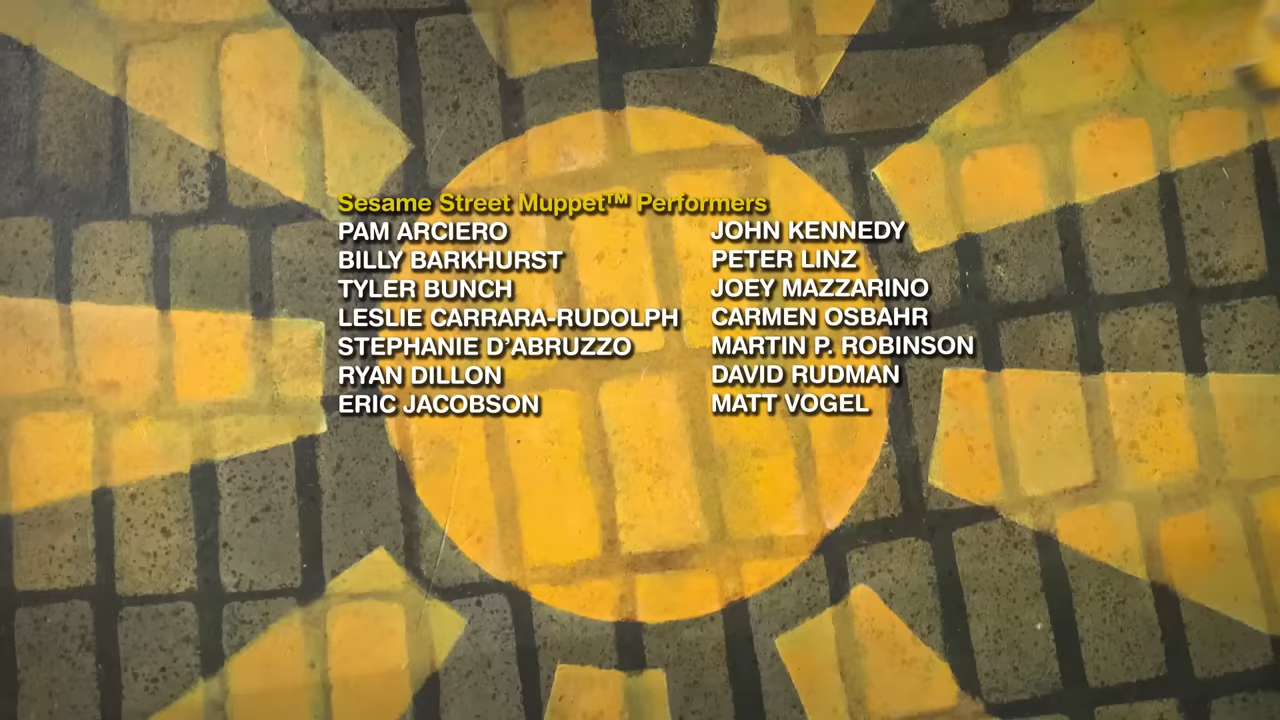 Sesame Street Muppet™ Performers
PAM ARCIERO
BILLY BARKHURST
TYLER BUNCH
LESLIE CARRARA-RUDOLPH
STEPHANIE D'ABRUZZO
RYAN DILLON
ERIC JACOBSON
JOHN KENNEDY
PETER LINZ
JOEY MAZZARINO
CARMEN OSBAHR
MARTIN P. ROBINSON
DAVID RUDMAN
MATT VOGEL